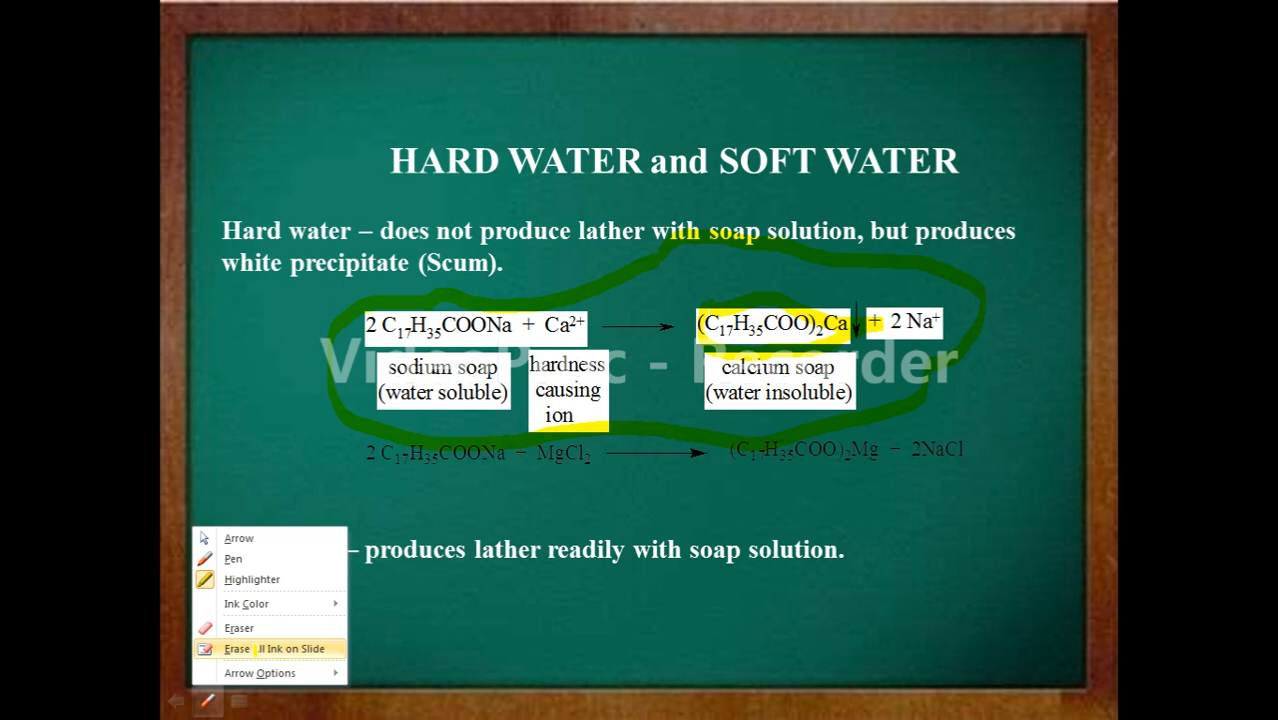 HARD WATER and SOFT WATER
Hard water – does not produce lather with soap solution, but produces
white precipitate (Scum).
2 C₁₇H₃₅COONa + Ca²⁺ ⟶ (C₁₇H₃₅COO)₂Ca ↓ + 2 Na⁺
sodium soap
(water soluble)
hardness
causing
ion
calcium soap
(water insoluble)
- Recorder
2 C₁₇H₃₅COONa + MgCl₂ ⟶ (C₁₇H₃₅COO)₂Mg + 2NaCl
– produces lather readily with soap solution.
Arrow
Pen
Highlighter
Ink Color
Eraser
Erase ll Ink on Slide
Arrow Options